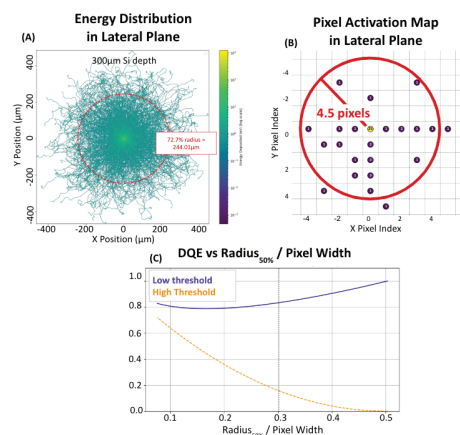 Energy Distribution
in Lateral Plane
(A)
300µm Si depth
72.7% radius =
244.01µm
400
200
0
-200
-400
Y Position (µm)
-400
-200
0
200
400
X Position (µm)
Pixel Activation Map
in Lateral Plane
(B)
4.5 pixels
-4
-2
0
2
4
Y Pixel Index
-4
-2
0
2
4
X Pixel Index
DQE vs Radius50% / Pixel Width
(C)
Low threshold
High Threshold
1.0
0.8
0.6
0.4
0.2
0.0
0.1
0.2
0.3
0.4
0.5
Radius50% / Pixel Width